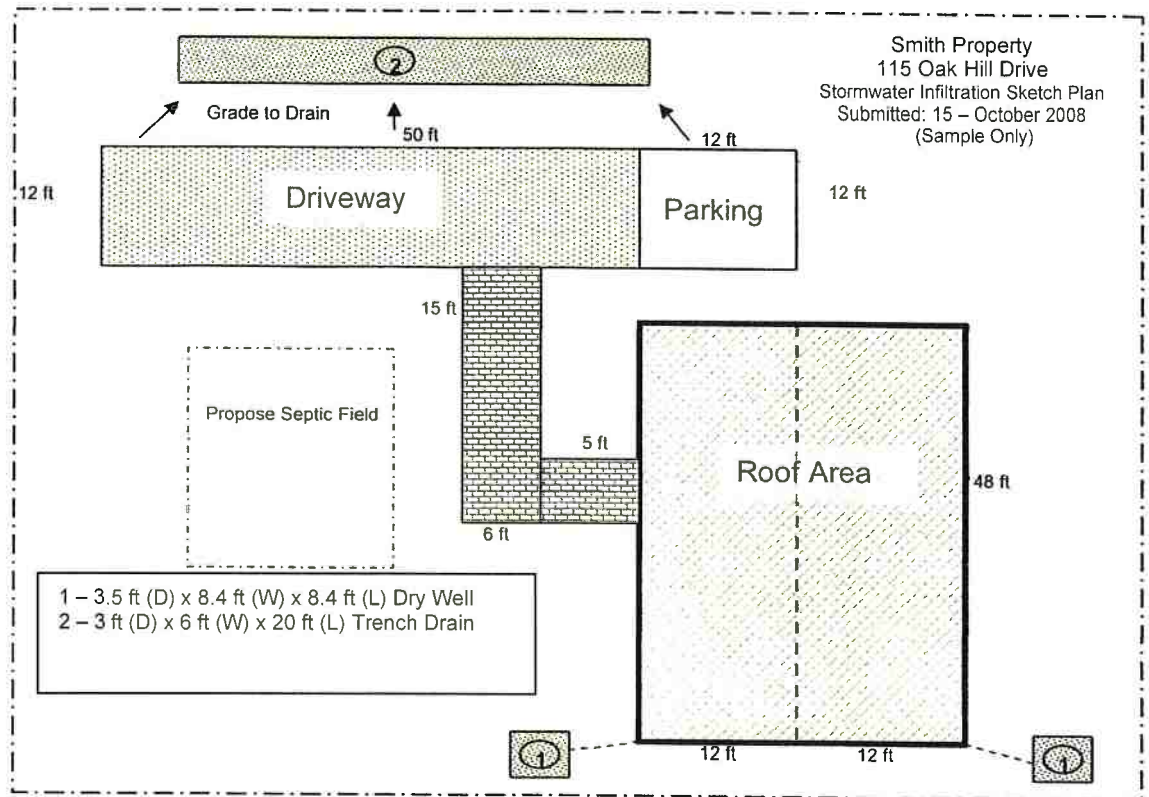 Smith Property
115 Oak Hill Drive
Stormwater Infiltration Sketch Plan
Submitted: 15 – October 2008
(Sample Only)
2
Grade to Drain
50 ft
12 ft
12 ft
Driveway
Parking
12 ft
15 ft
Propose Septic Field
5 ft
Roof Area
48 ft
6 ft
1 – 3.5 ft (D) x 8.4 ft (W) x 8.4 ft (L) Dry Well
2 – 3 ft (D) x 6 ft (W) x 20 ft (L) Trench Drain
1
12 ft
12 ft
1